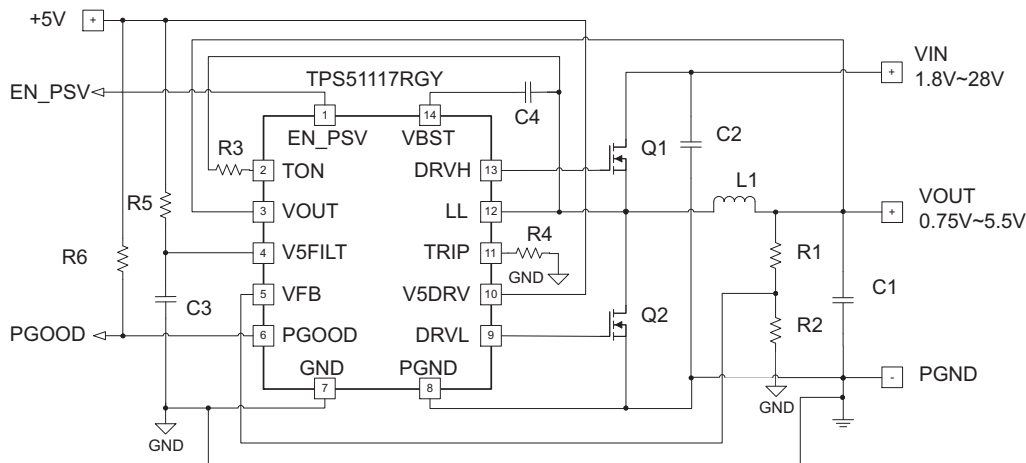 +5V
+
TPS51117RGY
VIN
1.8V~28V
+
EN_PSV
1
14
EN_PSV
VBST
C4
C2
R3
2
TON
DRVH
13
Q1
L1
VOUT
0.75V~5.5V
+
R5
3
VOUT
LL
12
R6
4
V5FILT
TRIP
11
R4
GND
R1
5
VFB
V5DRV
10
C3
C1
PGOOD
6
PGOOD
DRVL
9
Q2
R2
GND
PGND
7
8
GND
GND
-
PGND